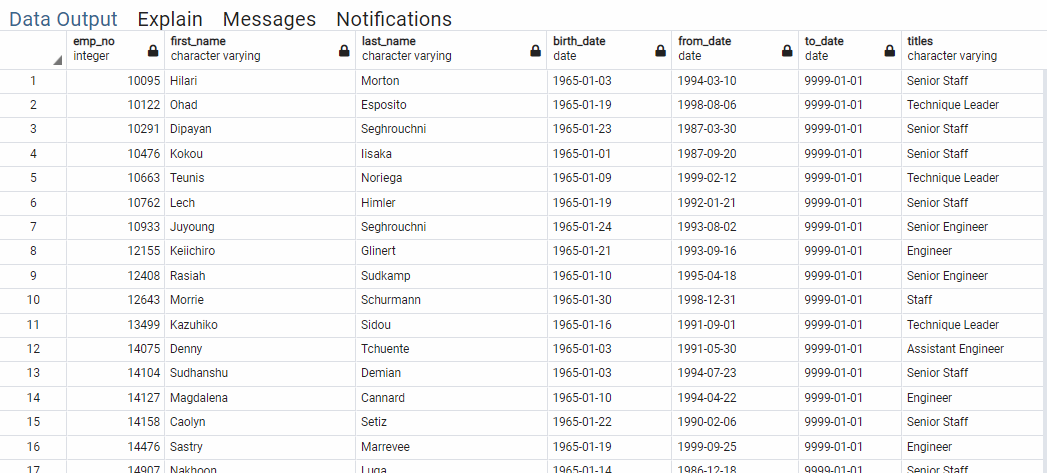 Data Output Explain Messages Notifications
emp_no first_name last_name birth_date from_date to_date titles
integer character varying character varying date date date character varying
1 10095 Hilari Morton 1965-01-03 1994-03-10 9999-01-01 Senior Staff
2 10122 Ohad Esposito 1965-01-19 1998-08-06 9999-01-01 Technique Leader
3 10291 Dipayan Seghrouchni 1965-01-23 1987-03-30 9999-01-01 Senior Staff
4 10476 Kokou Iisaka 1965-01-01 1987-09-20 9999-01-01 Senior Staff
5 10663 Teunis Noriega 1965-01-09 1999-02-12 9999-01-01 Technique Leader
6 10762 Lech Himler 1965-01-19 1992-01-21 9999-01-01 Senior Staff
7 10933 Juyoung Seghrouchni 1965-01-24 1993-08-02 9999-01-01 Senior Engineer
8 12155 Keiichiro Glinert 1965-01-21 1993-09-16 9999-01-01 Engineer
9 12408 Rasiah Sudkamp 1965-01-10 1995-04-18 9999-01-01 Senior Engineer
10 12643 Morrie Schurmann 1965-01-30 1998-12-31 9999-01-01 Staff
11 13499 Kazuhiko Sidou 1965-01-16 1991-09-01 9999-01-01 Technique Leader
12 14075 Denny Tchuente 1965-01-03 1991-05-30 9999-01-01 Assistant Engineer
13 14104 Sudhanshu Demian 1965-01-03 1994-07-23 9999-01-01 Senior Staff
14 14127 Magdalena Cannard 1965-01-10 1994-04-22 9999-01-01 Engineer
15 14158 Caolyn Setiz 1965-01-22 1990-02-06 9999-01-01 Senior Staff
16 14476 Sastry Marrevee 1965-01-19 1999-09-25 9999-01-01 Engineer
17 14907 Nakhoon Luga 1965-01-14 1986-12-18 9999-01-01 Senior Staff